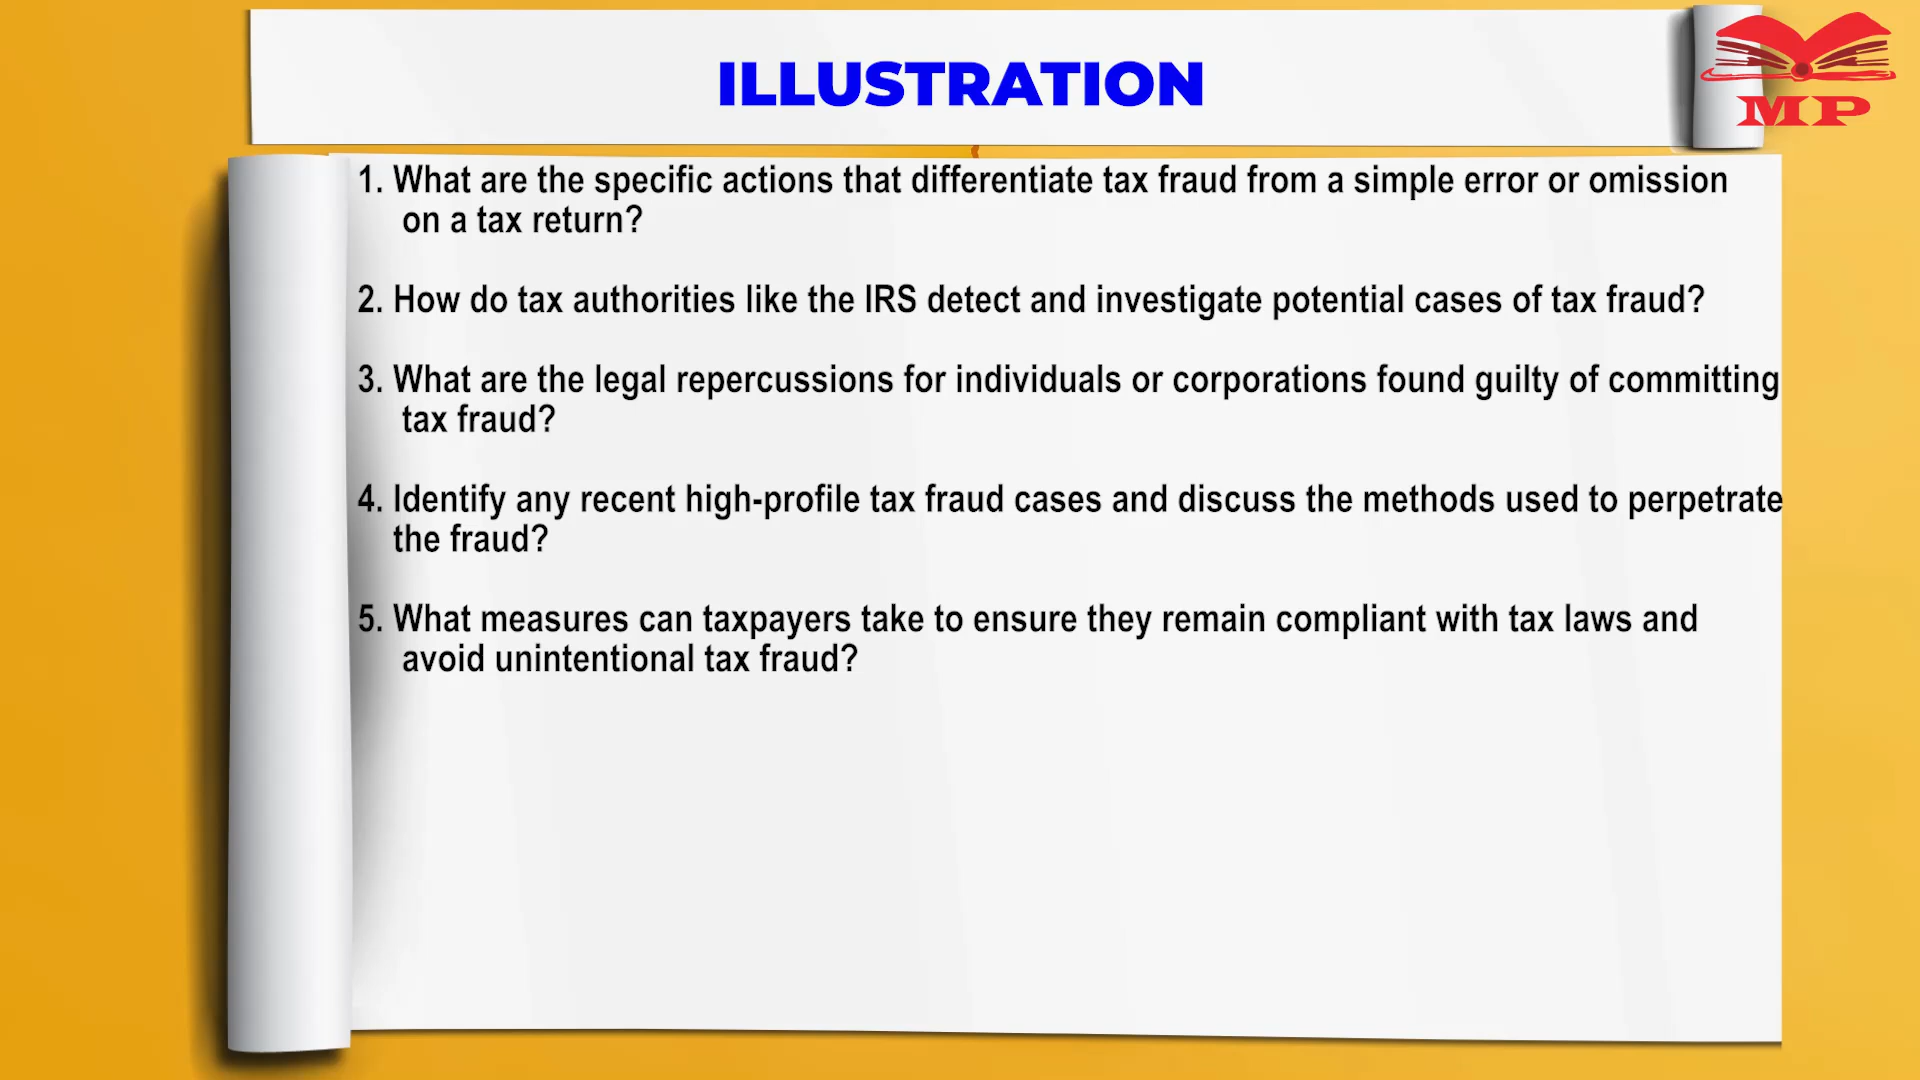 ILLUSTRATION
MP
1. What are the specific actions that differentiate tax fraud from a simple error or omission
on a tax return?
2. How do tax authorities like the IRS detect and investigate potential cases of tax fraud?
3. What are the legal repercussions for individuals or corporations found guilty of committing
tax fraud?
4. Identify any recent high-profile tax fraud cases and discuss the methods used to perpetrate
the fraud?
5. What measures can taxpayers take to ensure they remain compliant with tax laws and
avoid unintentional tax fraud?